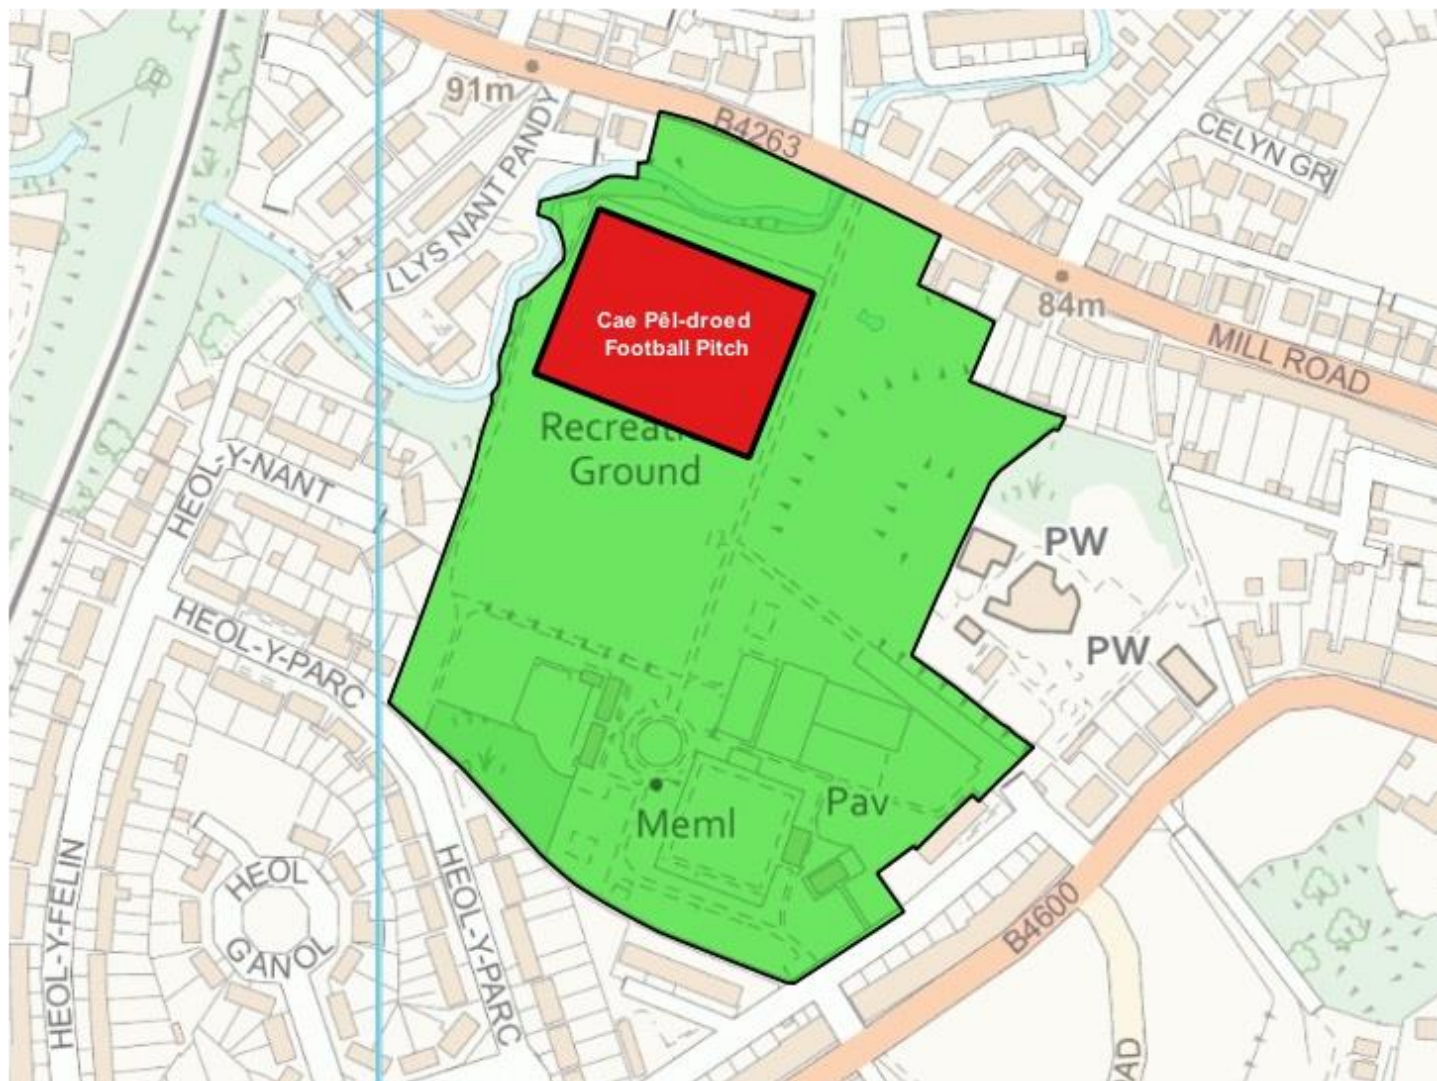 91m
B4263
CELYN GR
LLYS NANT PANDY
84m
MILL ROAD
Cae Pêl-droed
Football Pitch
Recreati
Ground
HEOL-Y-NANT
PW
HEOL-Y-PARC
PW
Pav
Meml
HEOL-Y-FELIN
HEOL
GANOL
HEOL-Y-PARC
B4600
AD